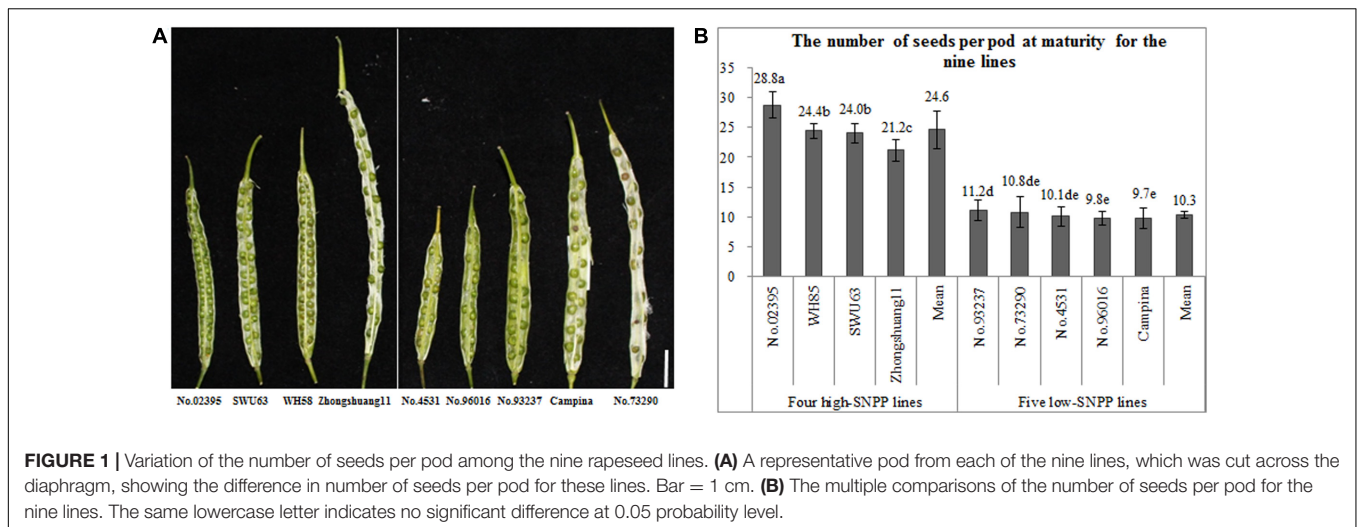 A
No.02395 SWU63 WH58 Zhongshuang11 No.4531 No.96016 No.93237 Campina No.73290
B
The number of seeds per pod at maturity for the
nine lines
35
30
25
20
15
10
5
0
28.8a 24.4b 24.0b 21.2c 24.6 11.2d 10.8de 10.1de 9.8e 9.7e 10.3
No.02395
WH85
SWU63
Zhongshuang11
Mean
No.93237
No.73290
No.4531
No.96016
Campina
Mean
Four high-SNPP lines Five low-SNPP lines
FIGURE 1 | Variation of the number of seeds per pod among the nine rapeseed lines. (A) A representative pod from each of the nine lines, which was cut across the
diaphragm, showing the difference in number of seeds per pod for these lines. Bar = 1 cm. (B) The multiple comparisons of the number of seeds per pod for the
nine lines. The same lowercase letter indicates no significant difference at 0.05 probability level.